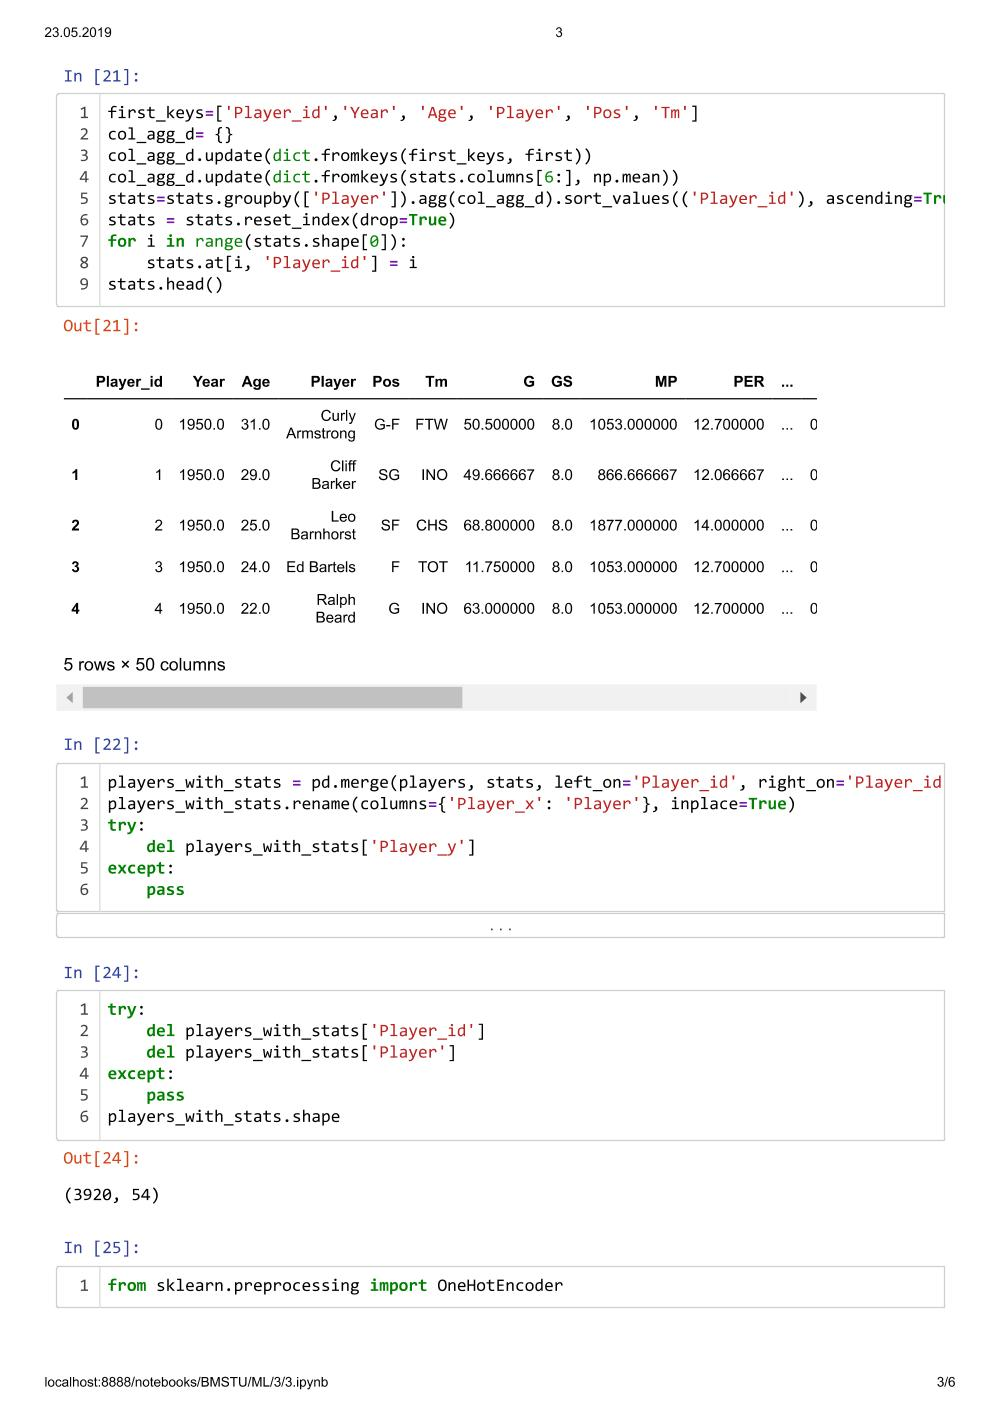 23.05.2019 3
In [21]:
1 first_keys=['Player_id','Year', 'Age', 'Player', 'Pos', 'Tm']
2 col_agg_d= {}
3 col_agg_d.update(dict.fromkeys(first_keys, first))
4 col_agg_d.update(dict.fromkeys(stats.columns[6:], np.mean))
5 stats=stats.groupby(['Player']).agg(col_agg_d).sort_values(('Player_id'), ascending=Tru
6 stats = stats.reset_index(drop=True)
7 for i in range(stats.shape[0]):
8     stats.at[i, 'Player_id'] = i
9 stats.head()
Out[21]:
Player_id Year Age Player Pos Tm G GS MP PER ...
0 0 1950.0 31.0 Curly Armstrong G-F FTW 50.500000 8.0 1053.000000 12.700000 ... 0
1 1 1950.0 29.0 Cliff Barker SG INO 49.666667 8.0 866.666667 12.066667 ... 0
2 2 1950.0 25.0 Leo Barnhorst SF CHS 68.800000 8.0 1877.000000 14.000000 ... 0
3 3 1950.0 24.0 Ed Bartels F TOT 11.750000 8.0 1053.000000 12.700000 ... 0
4 4 1950.0 22.0 Ralph Beard G INO 63.000000 8.0 1053.000000 12.700000 ... 0
5 rows × 50 columns
In [22]:
1 players_with_stats = pd.merge(players, stats, left_on='Player_id', right_on='Player_id
2 players_with_stats.rename(columns={'Player_x': 'Player'}, inplace=True)
3 try:
4     del players_with_stats['Player_y']
5 except:
6     pass
...
In [24]:
1 try:
2     del players_with_stats['Player_id']
3     del players_with_stats['Player']
4 except:
5     pass
6 players_with_stats.shape
Out[24]:
(3920, 54)
In [25]:
1 from sklearn.preprocessing import OneHotEncoder
localhost:8888/notebooks/BMSTU/ML/3/3.ipynb 3/6